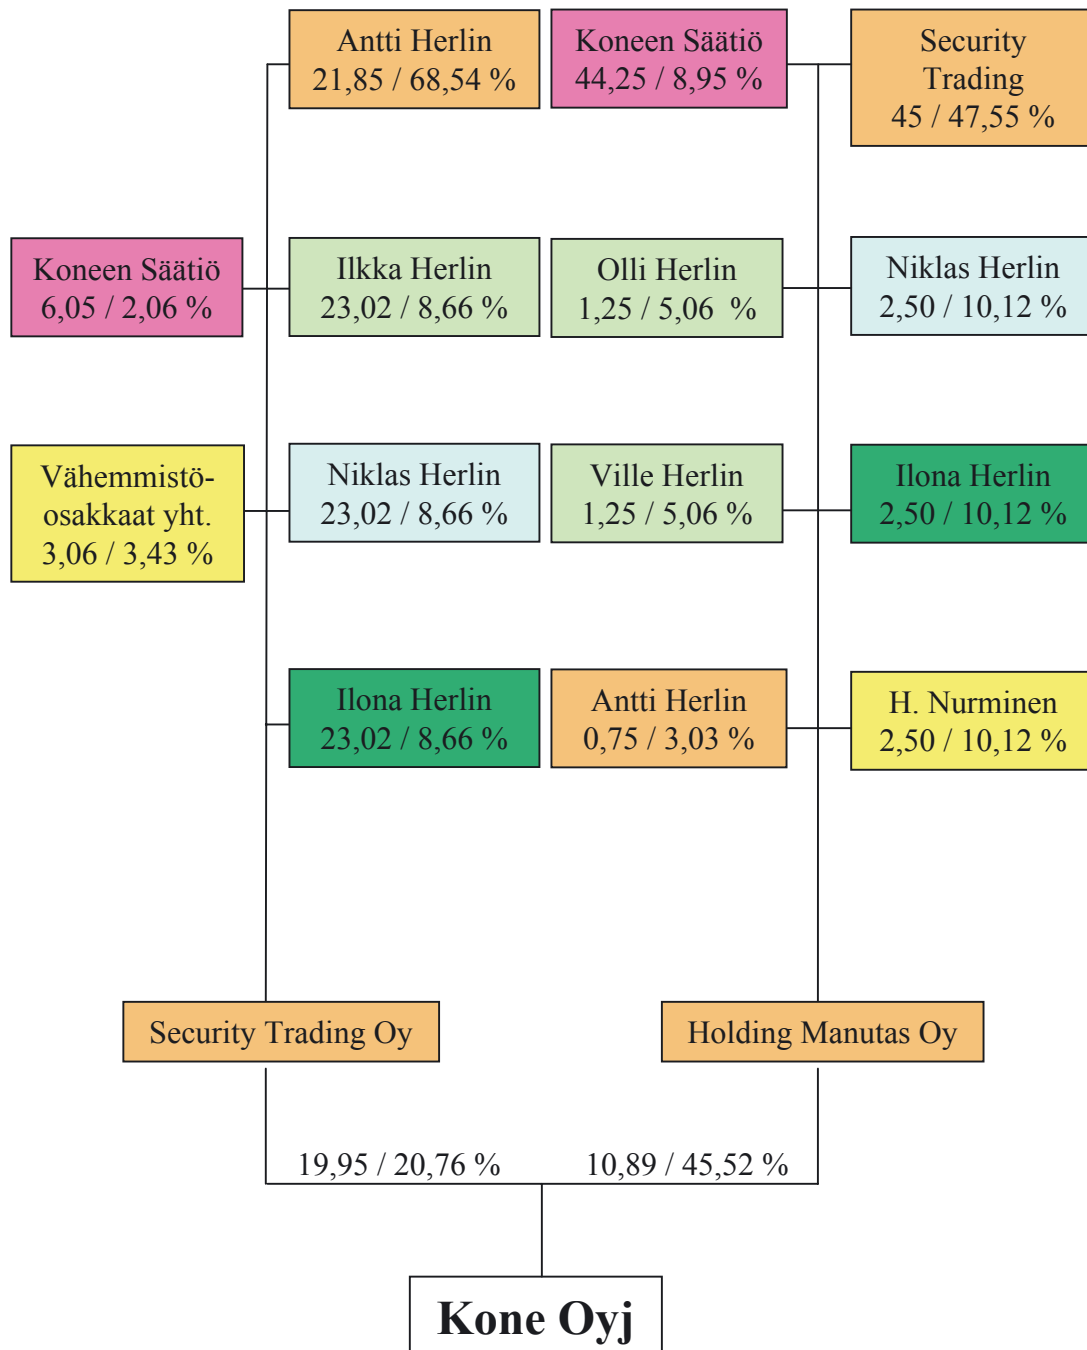 Antti Herlin
21,85 / 68,54 %
Koneen Säätiö
44,25 / 8,95 %
Security
Trading
45 / 47,55 %
Koneen Säätiö
6,05 / 2,06 %
Ilkka Herlin
23,02 / 8,66 %
Olli Herlin
1,25 / 5,06 %
Niklas Herlin
2,50 / 10,12 %
Vähemmistö-
osakkaat yht.
3,06 / 3,43 %
Niklas Herlin
23,02 / 8,66 %
Ville Herlin
1,25 / 5,06 %
Ilona Herlin
2,50 / 10,12 %
Ilona Herlin
23,02 / 8,66 %
Antti Herlin
0,75 / 3,03 %
H. Nurminen
2,50 / 10,12 %
Security Trading Oy
Holding Manutas Oy
19,95 / 20,76 %
10,89 / 45,52 %
Kone Oyj